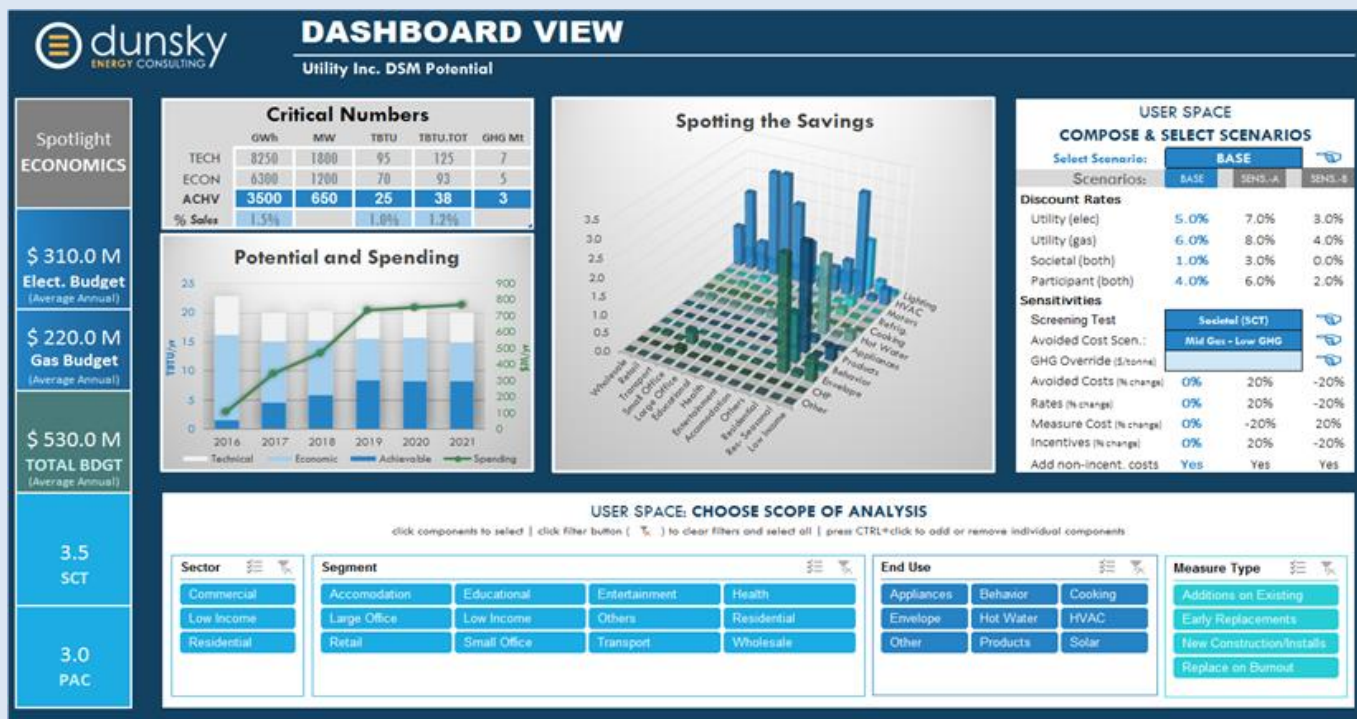 dunsky
ENERGY CONSULTING
DASHBOARD VIEW
Utility Inc. DSM Potential
Spotlight
ECONOMICS
$ 310.0 M
Elect. Budget
(Average Annual)
$ 220.0 M
Gas Budget
(Average Annual)
$ 530.0 M
TOTAL BDGT
(Average Annual)
3.5
SCT
3.0
PAC
Critical Numbers
GWh MW TBTU TBTU.TOT GHG Mt
TECH 8250 1800 95 125 7
ECON 6300 1200 70 93 5
ACHV 3500 650 25 38 3
% Sales 1.5% 1.0% 1.2%
Potential and Spending
TBTU/yr
25
20
15
10
5
0
900
800
700
600
500
400
300
200
100
0
$M/yr
2016 2017 2018 2019 2020 2021
Technical Economic Achievable Spending
Spotting the Savings
3.5
3.0
2.5
2.0
1.5
1.0
0.5
0.0
Wholesale
Retail
Transport
Small Office
Large Office
Educational
Health
Entertainment
Accomodation
Others
Residential
Res- Seasonal
Low Income
Lighting
HVAC
Motors
Refrig.
Cooking
Hot Water
Appliances
Products
Behavior
Envelope
CHP
Other
USER SPACE
COMPOSE & SELECT SCENARIOS
Select Scenario: BASE
Scenarios: BASE SENS.-A SENS.-B
Discount Rates
Utility (elec) 5.0% 7.0% 3.0%
Utility (gas) 6.0% 8.0% 4.0%
Societal (both) 1.0% 3.0% 0.0%
Participant (both) 4.0% 6.0% 2.0%
Sensitivities
Screening Test Societal (SCT)
Avoided Cost Scen.: Mid Gas - Low GHG
GHG Override ($/tonne)
Avoided Costs (% change) 0% 20% -20%
Rates (% change) 0% 20% -20%
Measure Cost (% change) 0% -20% 20%
Incentives (% change) 0% 20% -20%
Add non-incent. costs Yes Yes Yes
USER SPACE: CHOOSE SCOPE OF ANALYSIS
click components to select | click filter button ( ) to clear filters and select all | press CTRL+click to add or remove individual components
Sector
Commercial
Low Income
Residential
Segment
Accomodation Educational Entertainment Health
Large Office Low Income Others Residential
Retail Small Office Transport Wholesale
End Use
Appliances Behavior Cooking
Envelope Hot Water HVAC
Other Products Solar
Measure Type
Additions on Existing
Early Replacements
New Construction/Installs
Replace on Burnout